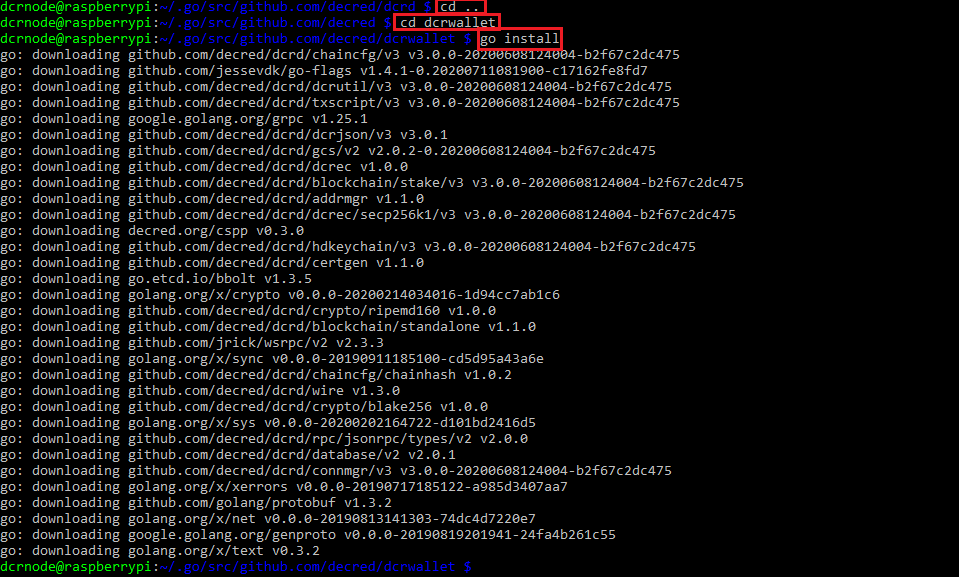 dcrnode@raspberrypi:~/.go/src/github.com/decred/dcrd $ cd ..
dcrnode@raspberrypi:~/.go/src/github.com/decred $ cd dcrwallet
dcrnode@raspberrypi:~/.go/src/github.com/decred/dcrwallet $ go install
go: downloading github.com/decred/dcrd/chaincfg/v3 v3.0.0-20200608124004-b2f67c2dc475
go: downloading github.com/jessevdk/go-flags v1.4.1-0.20200711081900-c17162fe8fd7
go: downloading github.com/decred/dcrd/dcrutil/v3 v3.0.0-20200608124004-b2f67c2dc475
go: downloading github.com/decred/dcrd/txscript/v3 v3.0.0-20200608124004-b2f67c2dc475
go: downloading google.golang.org/grpc v1.25.1
go: downloading github.com/decred/dcrd/dcrjson/v3 v3.0.1
go: downloading github.com/decred/dcrd/gcs/v2 v2.0.2-0.20200608124004-b2f67c2dc475
go: downloading github.com/decred/dcrd/dcrec v1.0.0
go: downloading github.com/decred/dcrd/blockchain/stake/v3 v3.0.0-20200608124004-b2f67c2dc475
go: downloading github.com/decred/dcrd/addrmgr v1.1.0
go: downloading github.com/decred/dcrd/dcrec/secp256k1/v3 v3.0.0-20200608124004-b2f67c2dc475
go: downloading decred.org/cspp v0.3.0
go: downloading github.com/decred/dcrd/hdkeychain/v3 v3.0.0-20200608124004-b2f67c2dc475
go: downloading github.com/decred/dcrd/certgen v1.1.0
go: downloading go.etcd.io/bbolt v1.3.5
go: downloading golang.org/x/crypto v0.0.0-20200214034016-1d94cc7ab1c6
go: downloading github.com/decred/dcrd/crypto/ripemd160 v1.0.0
go: downloading github.com/decred/dcrd/blockchain/standalone v1.1.0
go: downloading github.com/jrick/wsrpc/v2 v2.3.3
go: downloading golang.org/x/sync v0.0.0-20190911185100-cd5d95a43a6e
go: downloading github.com/decred/dcrd/chaincfg/chainhash v1.0.2
go: downloading github.com/decred/dcrd/wire v1.3.0
go: downloading github.com/decred/dcrd/crypto/blake256 v1.0.0
go: downloading golang.org/x/sys v0.0.0-20200202164722-d101bd2416d5
go: downloading github.com/decred/dcrd/rpc/jsonrpc/types/v2 v2.0.0
go: downloading github.com/decred/dcrd/database/v2 v2.0.1
go: downloading github.com/decred/dcrd/connmgr/v3 v3.0.0-20200608124004-b2f67c2dc475
go: downloading golang.org/x/xerrors v0.0.0-20190717185122-a985d3407aa7
go: downloading github.com/golang/protobuf v1.3.2
go: downloading golang.org/x/net v0.0.0-20190813141303-74dc4d7220e7
go: downloading google.golang.org/genproto v0.0.0-20190819201941-24fa4b261c55
go: downloading golang.org/x/text v0.3.2
dcrnode@raspberrypi:~/.go/src/github.com/decred/dcrwallet $